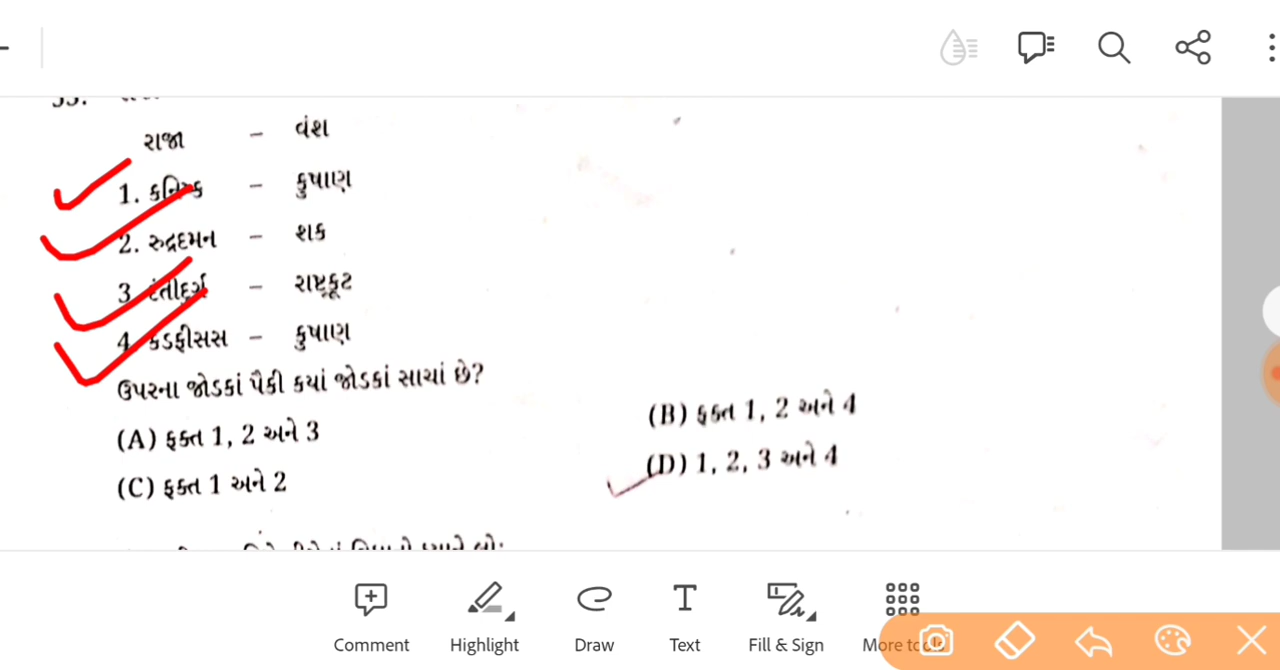 રાજા - વંશ
1. કનિષ્ક - કુષાણ
2. રુદ્રદમન - શક
3 દંતીદુર્ગ - રાષ્ટ્રકૂટ
4. કડફીસસ - કુષાણ
ઉપરના જોડકાં પૈકી કયાં જોડકાં સાચાં છે?
(A) ફક્ત 1, 2 અને 3
(B) ફક્ત 1, 2 અને 4
(C) ફક્ત 1 અને 2
(D) 1, 2, 3 અને 4
Comment
Highlight
Draw
Text
Fill & Sign
More